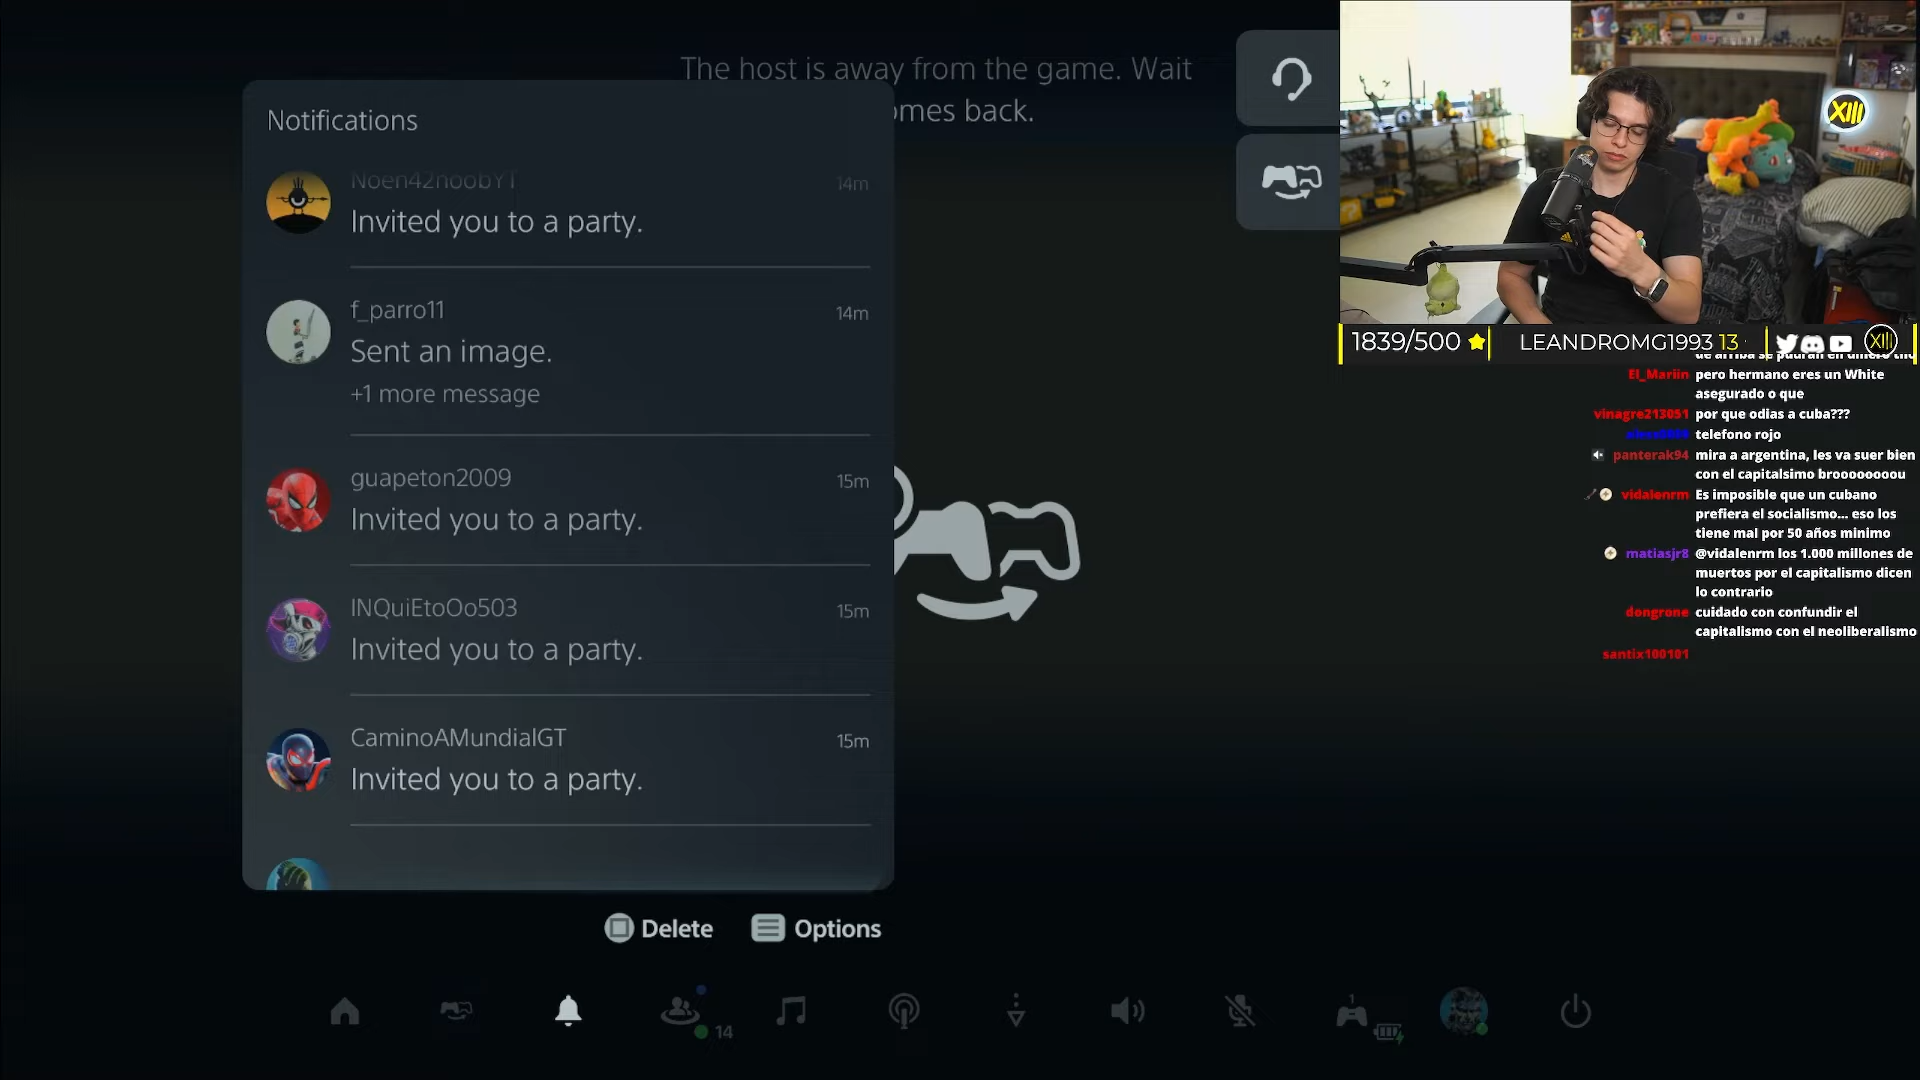 The host is away from the game. Wait
omes back.
Notifications
Noen42noobYT 14m
Invited you to a party.
f_parro11 14m
Sent an image.
+1 more message
guapeton2009 15m
Invited you to a party.
INQuiEtoOo503 15m
Invited you to a party.
CaminoAMundialGT 15m
Invited you to a party.
Delete Options
14
1
XIII
1839/500 LEANDROMG1993 13 XIII
El_Mariin pero hermano eres un White
asegurado o que
vinagre213051 por que odias a cuba???
telefono rojo
panterak94 mira a argentina, les va suer bien
con el capitalsimo brooooooou
vidalenrm Es imposible que un cubano
prefiera el socialismo... eso los
tiene mal por 50 años minimo
matiasjr8 @vidalenrm los 1.000 millones de
muertos por el capitalismo dicen
lo contrario
dongrone cuidado con confundir el
capitalismo con el neoliberalismo
santix100101